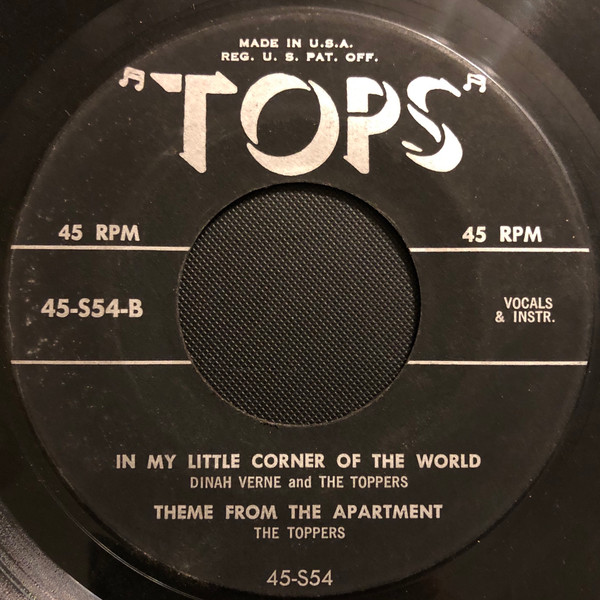 MADE IN U.S.A.
REG. U. S. PAT. OFF.
"TOPS"
45 RPM
45 RPM
45-S54-B
VOCALS
& INSTR.
IN MY LITTLE CORNER OF THE WORLD
DINAH VERNE and THE TOPPERS
THEME FROM THE APARTMENT
THE TOPPERS
45-S54